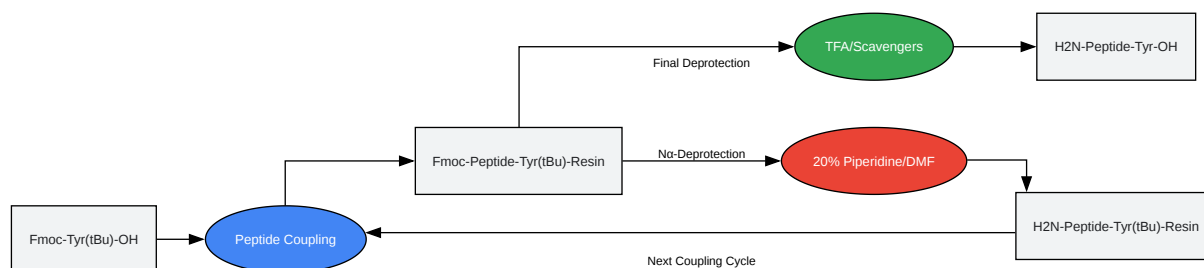 TFA/Scavengers
H2N-Peptide-Tyr-OH
Final Deprotection
Fmoc-Peptide-Tyr(tBu)-Resin
Nα-Deprotection
20% Piperidine/DMF
Fmoc-Tyr(tBu)-OH
Peptide Coupling
H2N-Peptide-Tyr(tBu)-Resin
Next Coupling Cycle